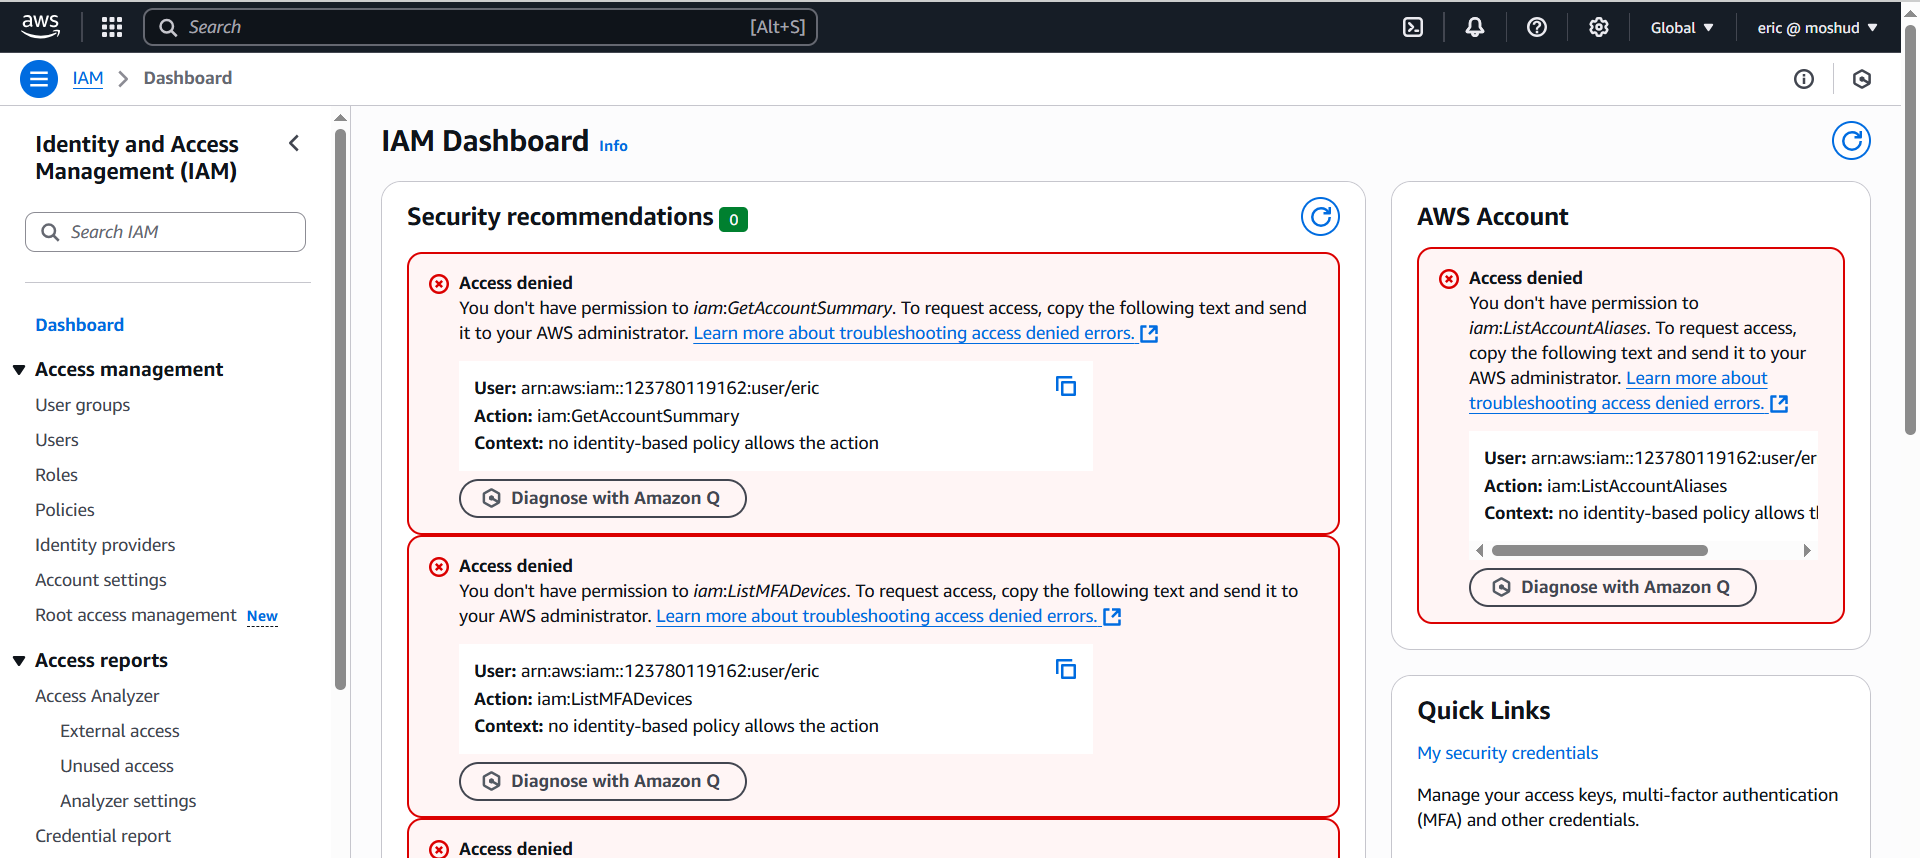 aws
Search [Alt+S]
Global ▼
eric @ moshud ▼
IAM > Dashboard
Identity and Access
Management (IAM)
Search IAM
Dashboard
Access management
User groups
Users
Roles
Policies
Identity providers
Account settings
Root access management New
Access reports
Access Analyzer
External access
Unused access
Analyzer settings
Credential report
IAM Dashboard Info
Security recommendations 0
Access denied
You don't have permission to iam:GetAccountSummary. To request access, copy the following text and send
it to your AWS administrator. Learn more about troubleshooting access denied errors.
User: arn:aws:iam::123780119162:user/eric
Action: iam:GetAccountSummary
Context: no identity-based policy allows the action
Diagnose with Amazon Q
Access denied
You don't have permission to iam:ListMFADevices. To request access, copy the following text and send it to
your AWS administrator. Learn more about troubleshooting access denied errors.
User: arn:aws:iam::123780119162:user/eric
Action: iam:ListMFADevices
Context: no identity-based policy allows the action
Diagnose with Amazon Q
Access denied
AWS Account
Access denied
You don't have permission to
iam:ListAccountAliases. To request access,
copy the following text and send it to your
AWS administrator. Learn more about
troubleshooting access denied errors.
User: arn:aws:iam::123780119162:user/er
Action: iam:ListAccountAliases
Context: no identity-based policy allows
Diagnose with Amazon Q
Quick Links
My security credentials
Manage your access keys, multi-factor authentication
(MFA) and other credentials.